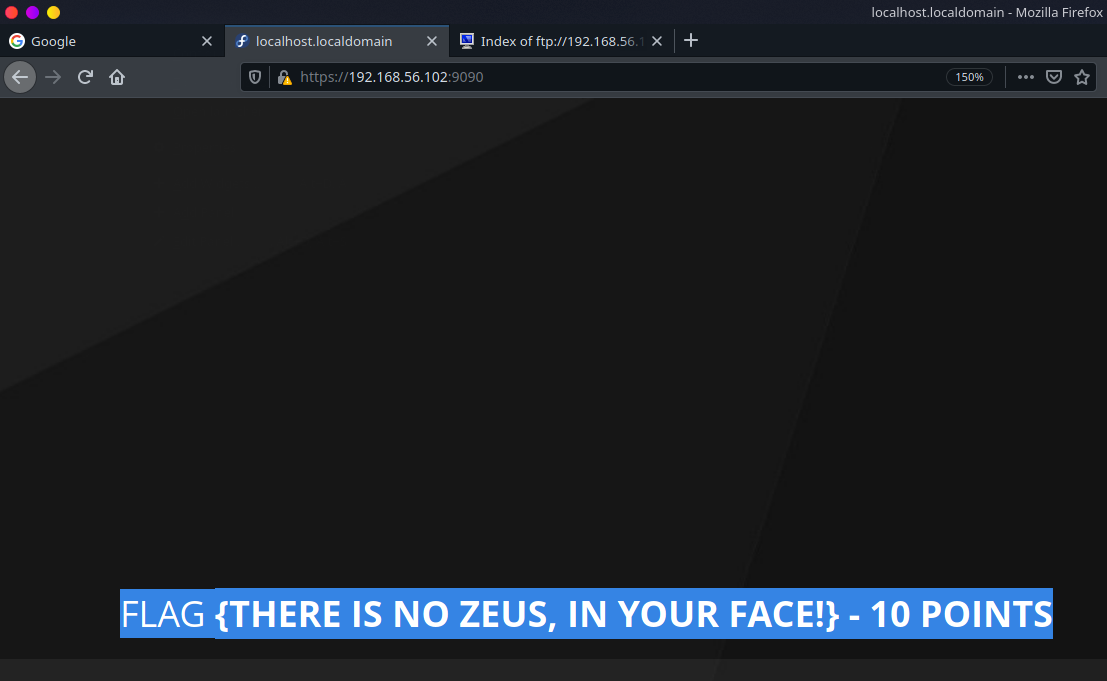 localhost.localdomain - Mozilla Firefox
Google
localhost.localdomain
Index of ftp://192.168.56.1
https://192.168.56.102:9090
150%
FLAG {THERE IS NO ZEUS, IN YOUR FACE!} - 10 POINTS